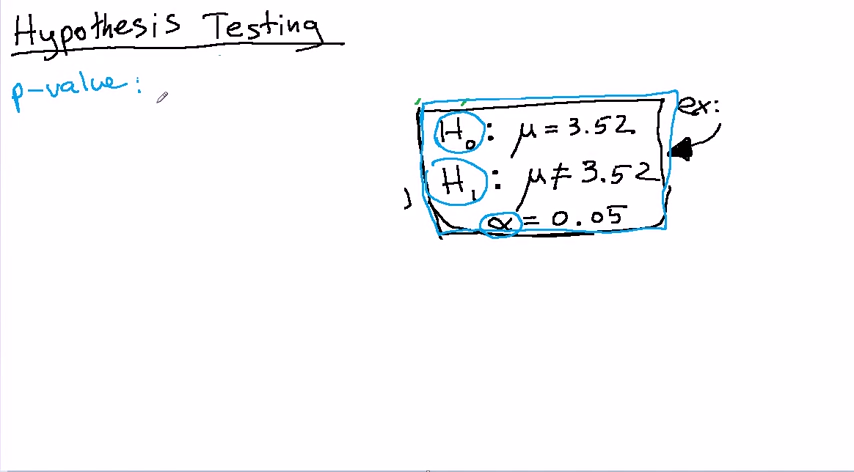 Hypothesis Testing
p-value:
ex:
H₀: μ = 3.52
H₁: μ ≠ 3.52
α = 0.05